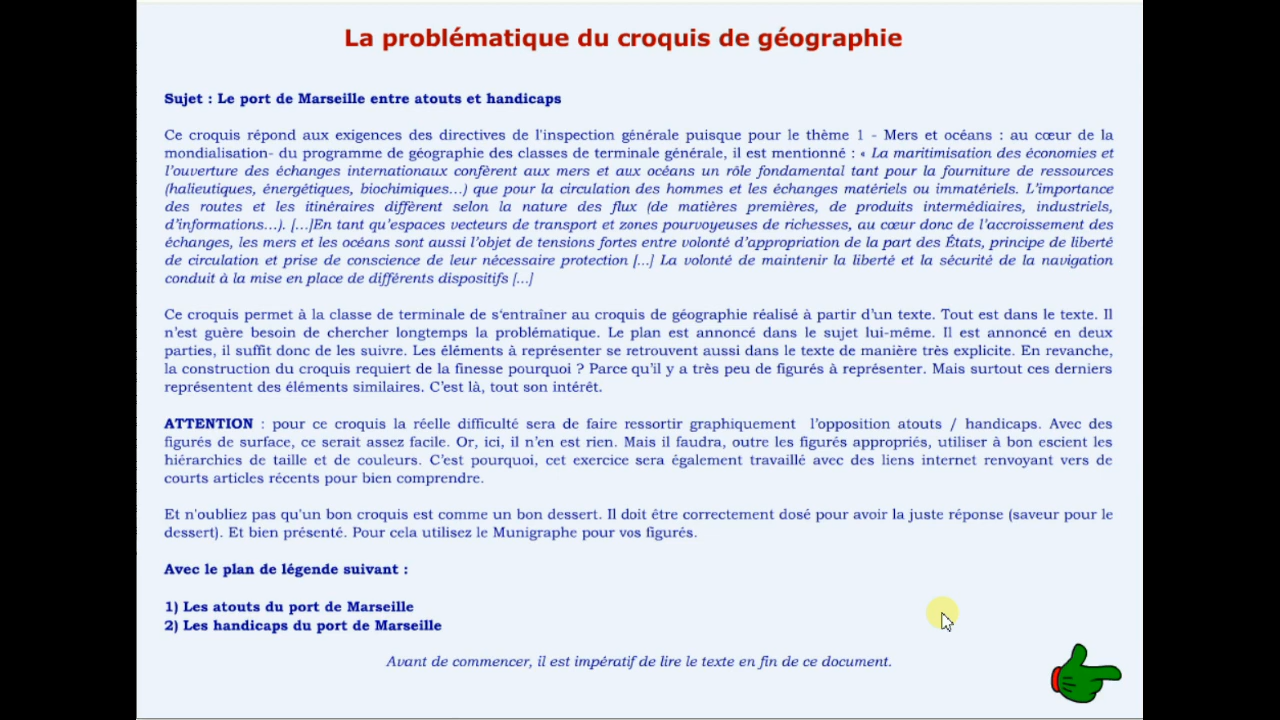 La problématique du croquis de géographie
Sujet : Le port de Marseille entre atouts et handicaps
Ce croquis répond aux exigences des directives de l'inspection générale puisque pour le thème 1 - Mers et océans : au cœur de la
mondialisation- du programme de géographie des classes de terminale générale, il est mentionné : « La maritimisation des économies et
l'ouverture des échanges internationaux confèrent aux mers et aux océans un rôle fondamental tant pour la fourniture de ressources
(halieutiques, énergétiques, biochimiques...) que pour la circulation des hommes et les échanges matériels ou immatériels. L'importance
des routes et les itinéraires diffèrent selon la nature des flux (de matières premières, de produits intermédiaires, industriels,
d'informations...). [...]En tant qu'espaces vecteurs de transport et zones pourvoyeuses de richesses, au cœur donc de l'accroissement des
échanges, les mers et les océans sont aussi l'objet de tensions fortes entre volonté d'appropriation de la part des États, principe de liberté
de circulation et prise de conscience de leur nécessaire protection [...] La volonté de maintenir la liberté et la sécurité de la navigation
conduit à la mise en place de différents dispositifs [...]
Ce croquis permet à la classe de terminale de s'entraîner au croquis de géographie réalisé à partir d'un texte. Tout est dans le texte. Il
n'est guère besoin de chercher longtemps la problématique. Le plan est annoncé dans le sujet lui-même. Il est annoncé en deux
parties, il suffit donc de les suivre. Les éléments à représenter se retrouvent aussi dans le texte de manière très explicite. En revanche,
la construction du croquis requiert de la finesse pourquoi ? Parce qu'il y a très peu de figurés à représenter. Mais surtout ces derniers
représentent des éléments similaires. C'est là, tout son intérêt.
ATTENTION : pour ce croquis la réelle difficulté sera de faire ressortir graphiquement l'opposition atouts / handicaps. Avec des
figurés de surface, ce serait assez facile. Or, ici, il n'en est rien. Mais il faudra, outre les figurés appropriés, utiliser à bon escient les
hiérarchies de taille et de couleurs. C'est pourquoi, cet exercice sera également travaillé avec des liens internet renvoyant vers de
courts articles récents pour bien comprendre.
Et n'oubliez pas qu'un bon croquis est comme un bon dessert. Il doit être correctement dosé pour avoir la juste réponse (saveur pour le
dessert). Et bien présenté. Pour cela utilisez le Munigraphe pour vos figurés.
Avec le plan de légende suivant :
1) Les atouts du port de Marseille
2) Les handicaps du port de Marseille
Avant de commencer, il est impératif de lire le texte en fin de ce document.